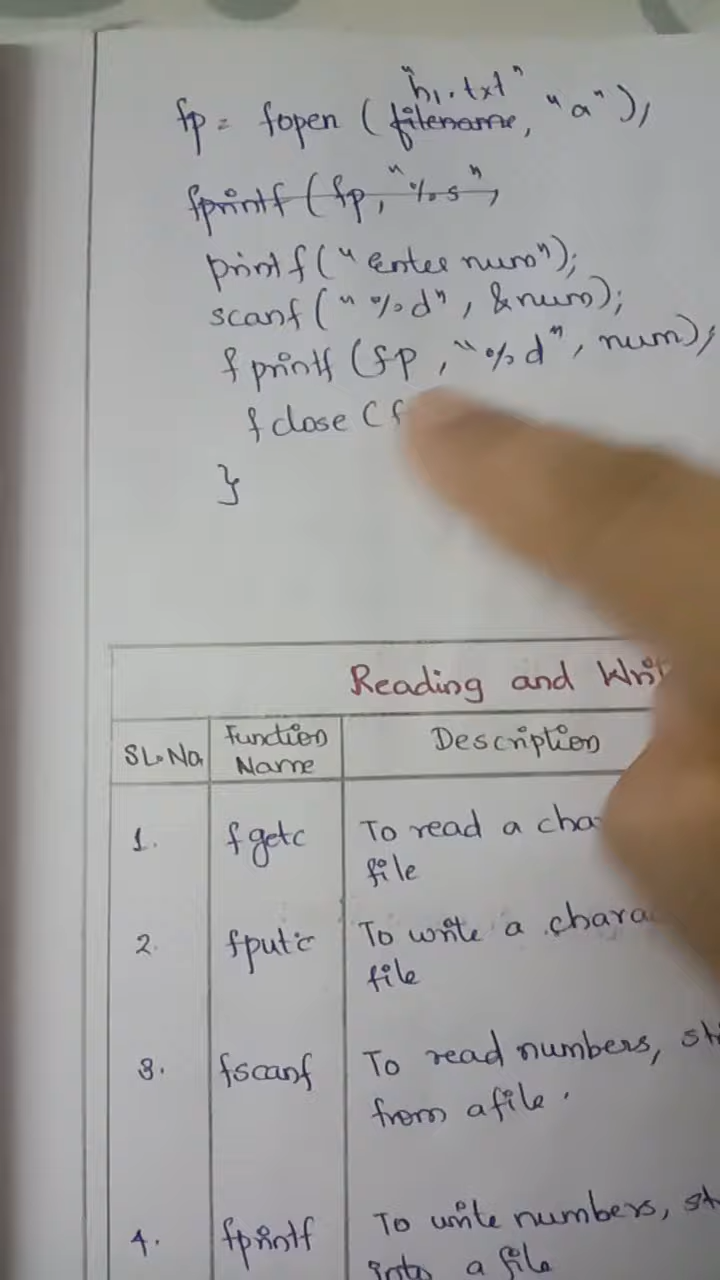 "h1.txt"
fp = fopen ( filename, "a" );
fprintf ( fp, "%s",
printf (" Enter num");
scanf (" %d" , &num);
fprintf (fp , "%d" , num);
fclose ( f
}
Reading and Wri
SL.No. Function Name Description
1. fgetc To read a cha
file
2. fputc To write a charac
file
3. fscanf To read numbers, st
from a file .
4. fprintf To write numbers, st
into a file